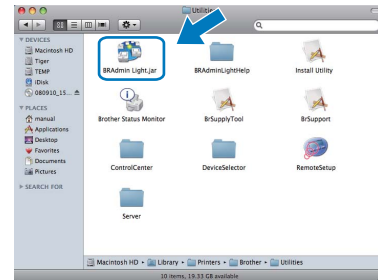 Utilities
DEVICES
Macintosh HD
Tiger
TEMP
iDisk
080910_15...
PLACES
manual
Applications
Desktop
Favorites
Documents
Pictures
SEARCH FOR
BRAdmin Light.jar
BRAdminLightHelp
Install Utility
Brother Status Monitor
BrSupplyTool
BrSupport
ControlCenter
DeviceSelector
RemoteSetup
Server
Macintosh HD ▸ Library ▸ Printers ▸ Brother ▸ Utilities
10 items, 19.33 GB available